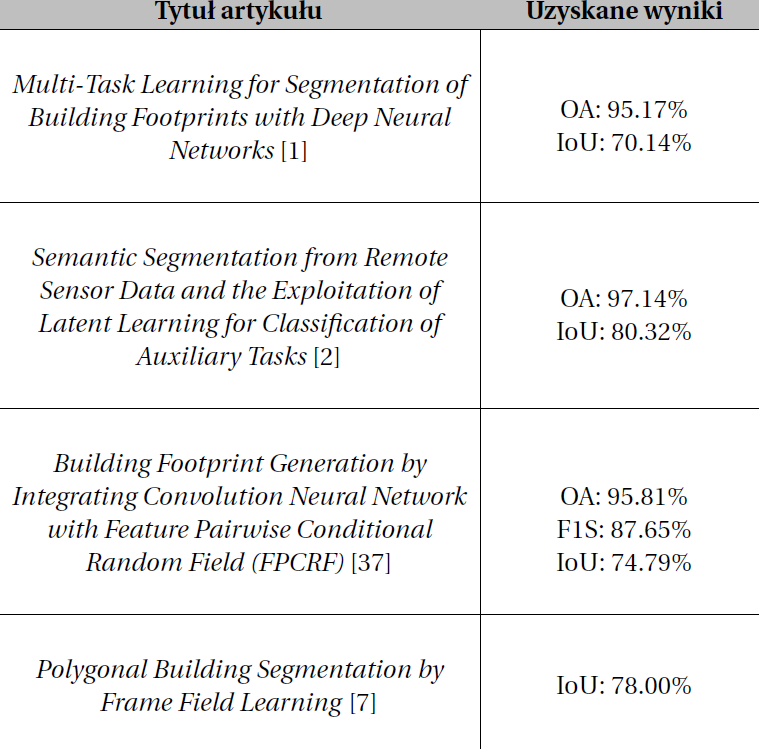 Tytuł artykułu Uzyskane wyniki
Multi-Task Learning for Segmentation of
Building Footprints with Deep Neural
Networks [1]
OA: 95.17%
IoU: 70.14%
Semantic Segmentation from Remote
Sensor Data and the Exploitation of
Latent Learning for Classification of
Auxiliary Tasks [2]
OA: 97.14%
IoU: 80.32%
Building Footprint Generation by
Integrating Convolution Neural Network
with Feature Pairwise Conditional
Random Field (FPCRF) [37]
OA: 95.81%
F1S: 87.65%
IoU: 74.79%
Polygonal Building Segmentation by
Frame Field Learning [7]
IoU: 78.00%